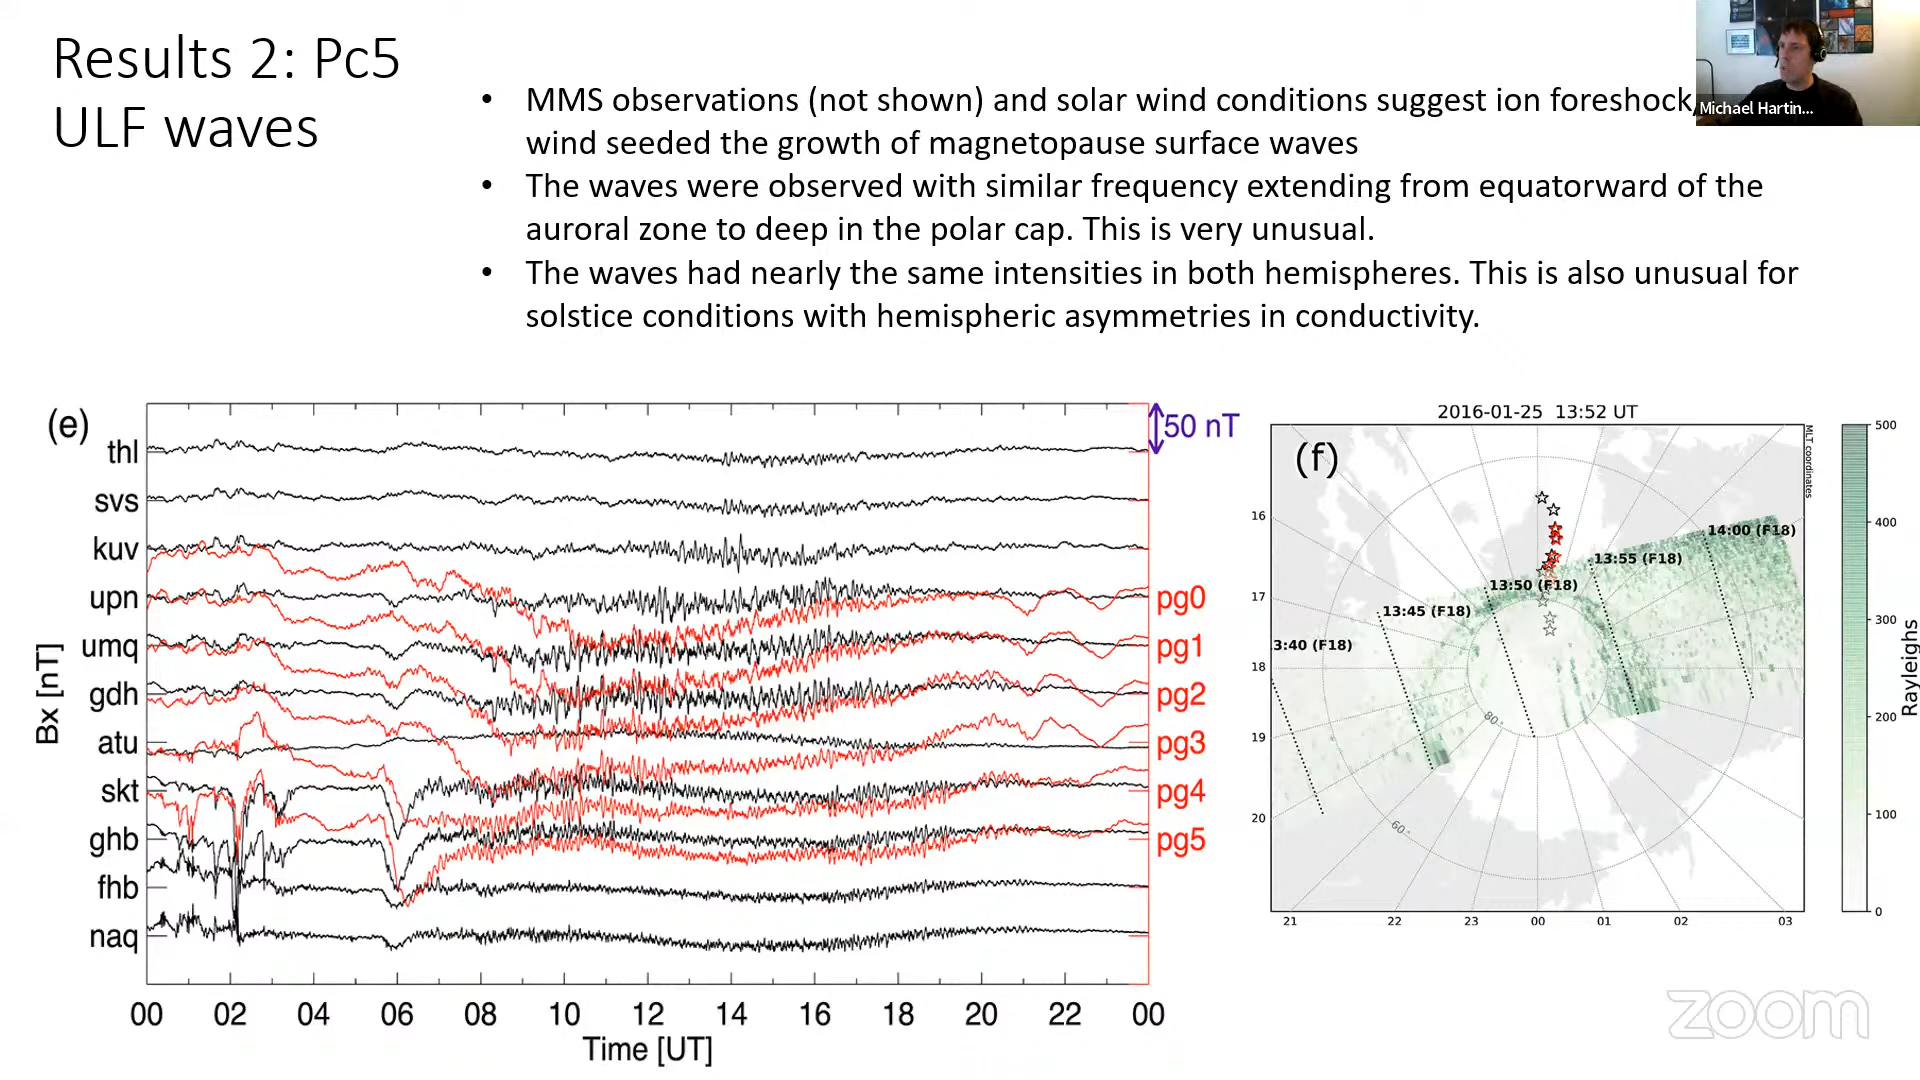 Results 2: Pc5
ULF waves
• MMS observations (not shown) and solar wind conditions suggest ion foreshock,
wind seeded the growth of magnetopause surface waves
• The waves were observed with similar frequency extending from equatorward of the
auroral zone to deep in the polar cap. This is very unusual.
• The waves had nearly the same intensities in both hemispheres. This is also unusual for
solstice conditions with hemispheric asymmetries in conductivity.
Michael Hartin...
(e)
50 nT
thl
svs
kuv
upn
umq
gdh
atu
skt
ghb
fhb
naq
Bx [nT]
pg0
pg1
pg2
pg3
pg4
pg5
00 02 04 06 08 10 12 14 16 18 20 22 00
Time [UT]
2016-01-25 13:52 UT
(f)
MLT coordinates
16
17
18
19
20
14:00 (F18)
13:55 (F18)
13:50 (F18)
13:45 (F18)
3:40 (F18)
80°
60°
21 22 23 00 01 02 03
500
400
300
200
100
0
Rayleighs
zoom